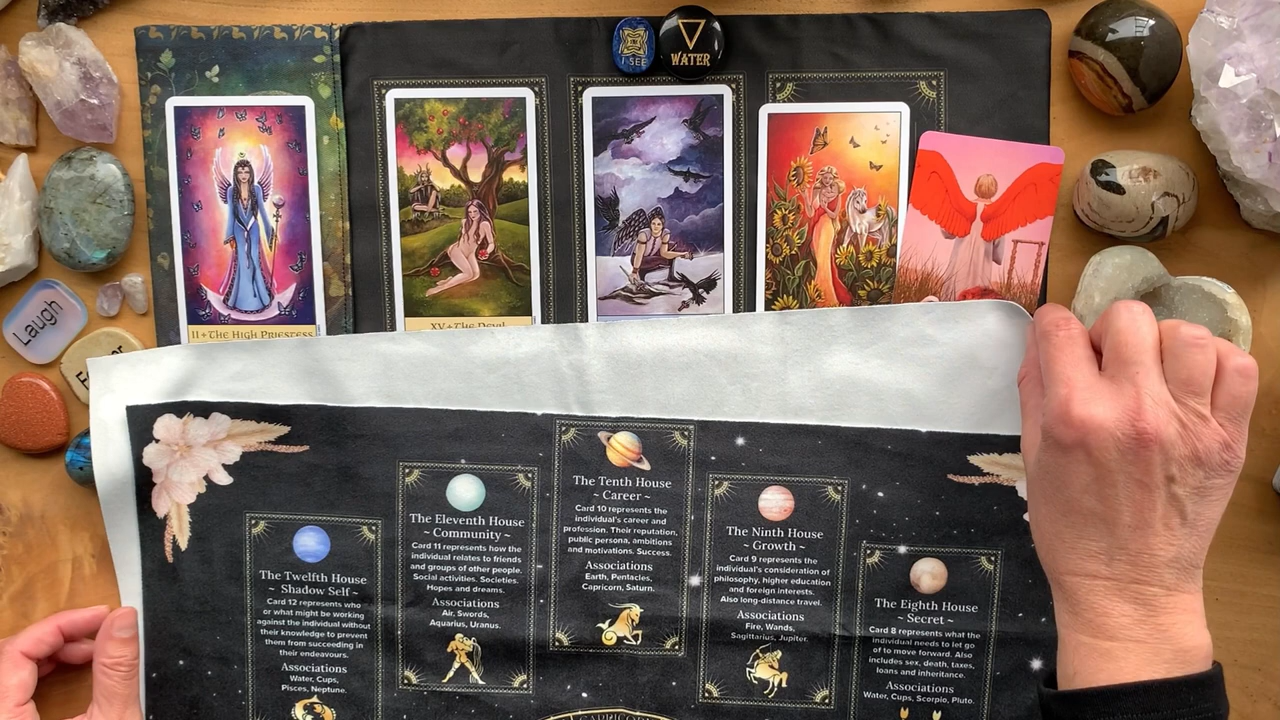 I SEE
WATER
II + THE HIGH PRIESTESS
XV + THE DEVIL
Laugh
The Tenth House
~ Career ~
Card 10 represents the
individual's career and
profession. Their reputation,
public persona, ambitions
and motivations. Success.
Associations
Earth, Pentacles,
Capricorn, Saturn.
The Eleventh House
~ Community ~
Card 11 represents how the
individual relates to friends
and groups of other people.
Social activities. Societies.
Hopes and dreams.
Associations
Air, Swords,
Aquarius, Uranus.
The Ninth House
~ Growth ~
Card 9 represents the
individual's consideration of
philosophy, higher education
and foreign interests.
Also long-distance travel.
Associations
Fire, Wands,
Sagittarius, Jupiter.
The Twelfth House
~ Shadow Self ~
Card 12 represents who
or what might be working
against the individual without
their knowledge to prevent
them from succeeding in
their endeavours.
Associations
Water, Cups,
Pisces, Neptune.
The Eighth House
~ Secret ~
Card 8 represents what the
individual needs to let go
of to move forward. Also
includes sex, death, taxes,
loans and inheritance.
Associations
Water, Cups, Scorpio, Pluto.
CAPRICORN